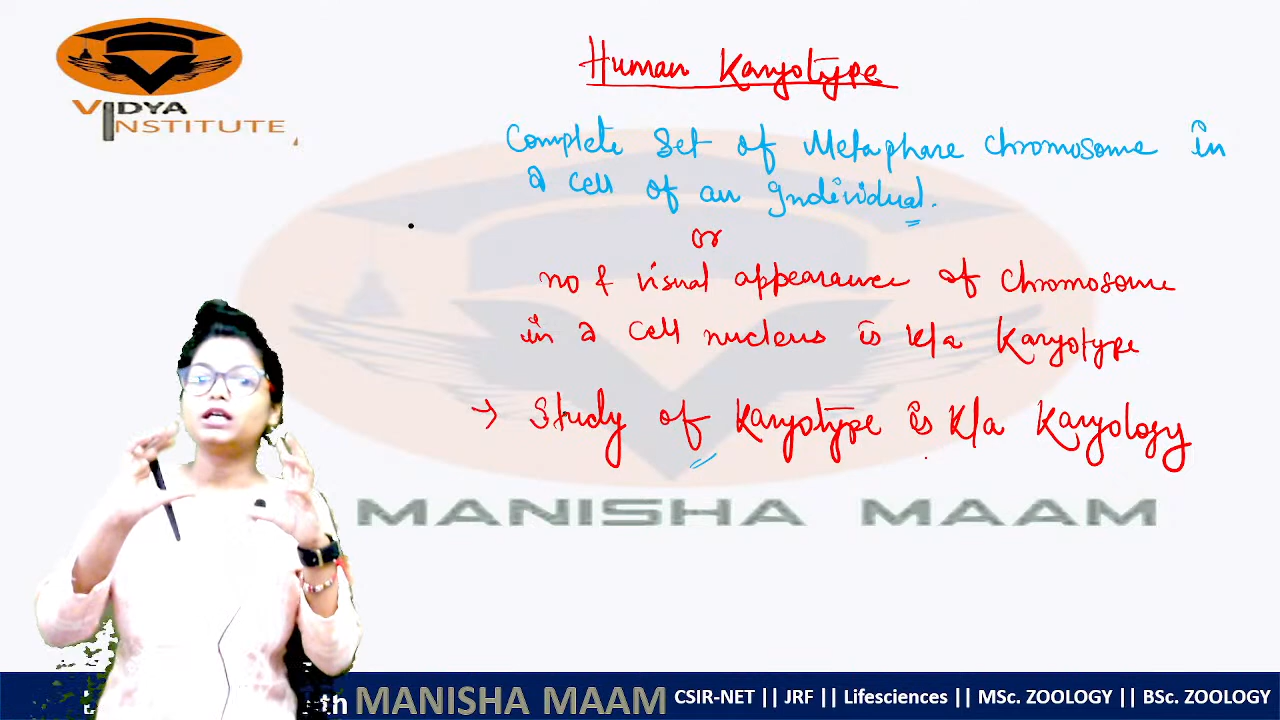 VIDYA
INSTITUTE
Human Karyotype
Complete Set of Metaphare chromosome in
a cell of an Individual.
or
no & visual appearance of chromosome
in a cell nucleus is k/a Karyotype
→ Study of Karyotype is K/a Karyology
MANISHA MAAM
th MANISHA MAAM CSIR-NET || JRF || Lifesciences || MSc. ZOOLOGY || BSc. ZOOLOGY